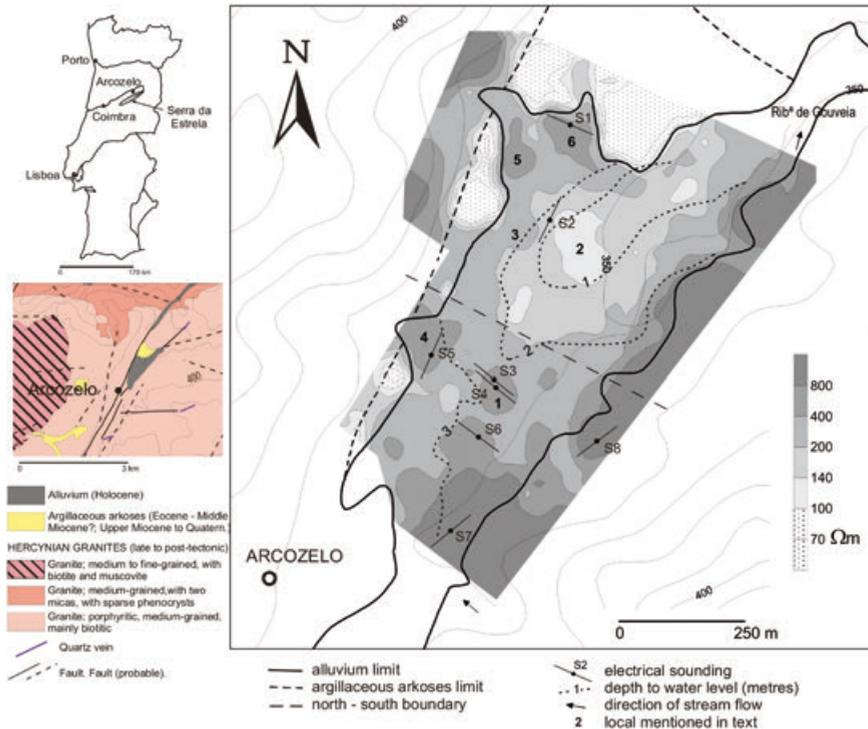 Porto
Arcozelo
Coimbra
Serra da
Estrela
Lisboa
0 170 km
Arcozelo
400
0 3 km
Alluvium (Holocene)
Argillaceous arkoses (Eocene - Middle
Miocene?; Upper Miocene to Quatern.)
HERCYNIAN GRANITES (late to post-tectonic)
Granite; medium to fine-grained, with
biotite and muscovite
Granite; medium-grained,with two
micas, with sparse phenocrysts
Granite; porphyritic, medium-grained,
mainly biotitic
Quartz vein
Fault. Fault (probable).
N
400
350
Ribª de Gouveia
S1
6
5
3
S2
2
350
1
2
4
S5
S3
S4
1
3
S6
S8
S7
ARCOZELO
400
800
400
200
140
100
70
Ωm
0 250 m
alluvium limit
argillaceous arkoses limit
north - south boundary
S2 electrical sounding
1 depth to water level (metres)
direction of stream flow
2 local mentioned in text